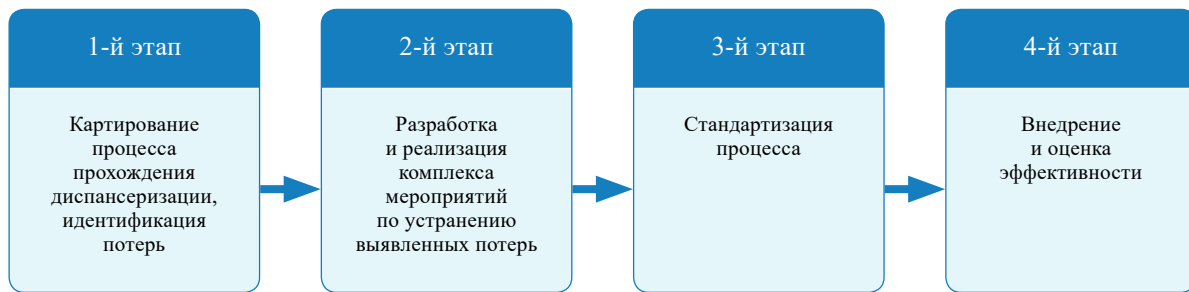 1-й этап
Картирование
процесса
прохождения
диспансеризации,
идентификация
потерь
2-й этап
Разработка
и реализация
комплекса
мероприятий
по устранению
выявленных потерь
3-й этап
Стандартизация
процесса
4-й этап
Внедрение
и оценка
эффективности